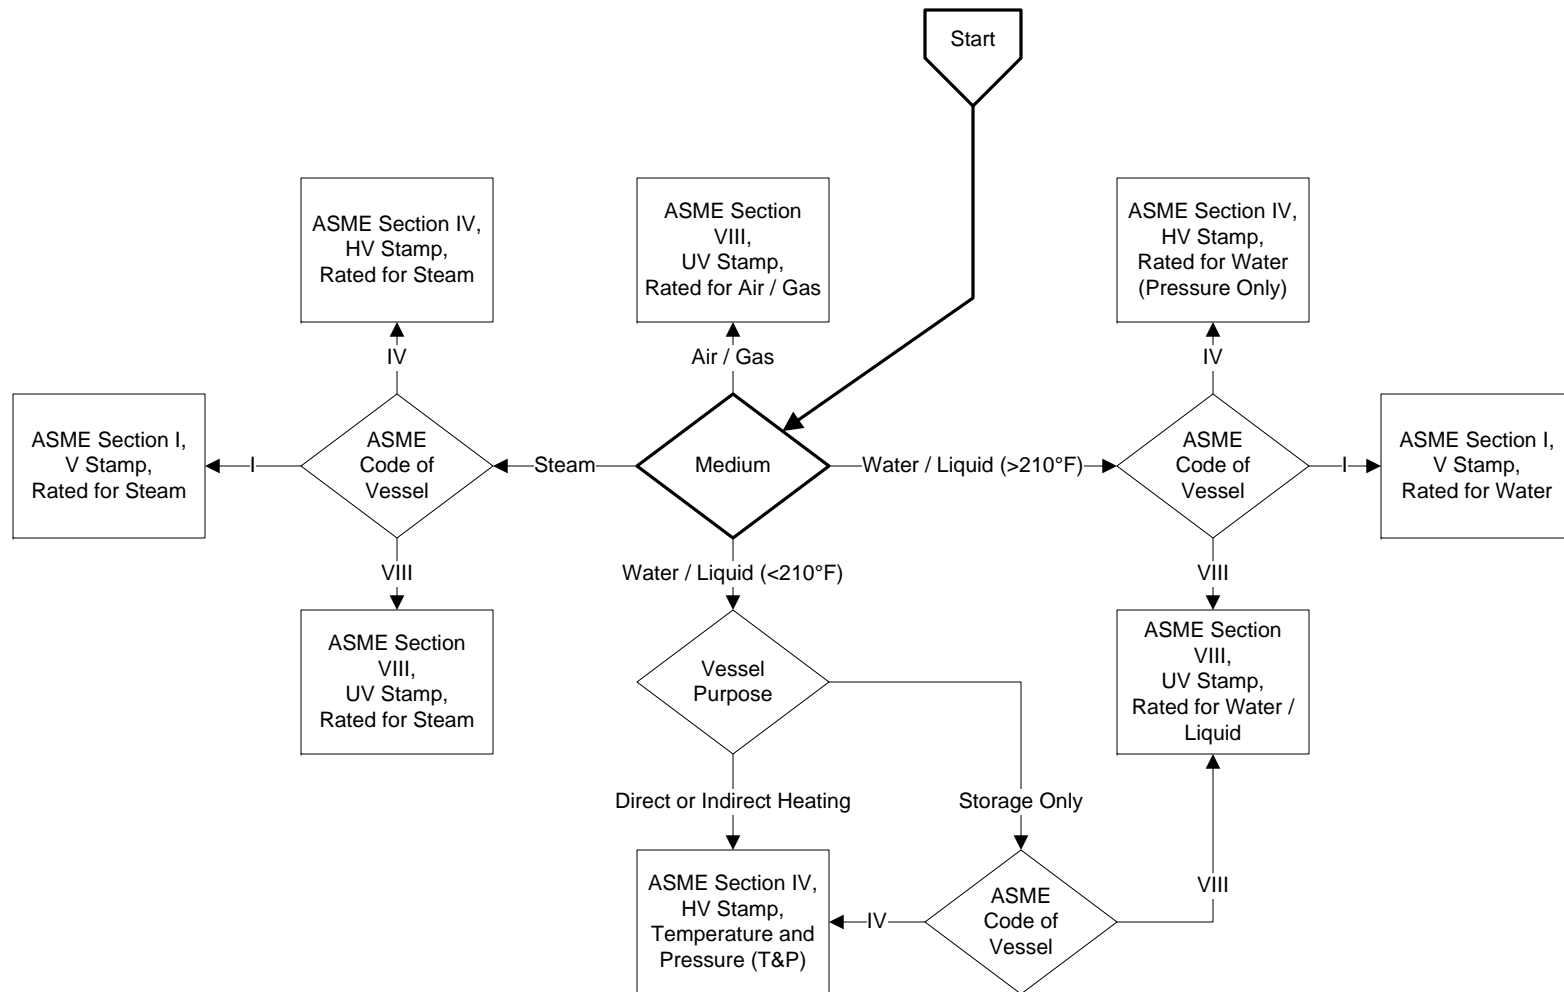 Start
ASME Section IV,
HV Stamp,
Rated for Steam
ASME Section
VIII,
UV Stamp,
Rated for Air / Gas
ASME Section IV,
HV Stamp,
Rated for Water
(Pressure Only)
IV
Air / Gas
IV
ASME Section I,
V Stamp,
Rated for Steam
I
ASME
Code of
Vessel
Steam
Medium
Water / Liquid (>210°F)
ASME
Code of
Vessel
I
ASME Section I,
V Stamp,
Rated for Water
VIII
Water / Liquid (<210°F)
VIII
ASME Section
VIII,
UV Stamp,
Rated for Steam
Vessel
Purpose
ASME Section
VIII,
UV Stamp,
Rated for Water /
Liquid
Direct or Indirect Heating
Storage Only
ASME Section IV,
HV Stamp,
Temperature and
Pressure (T&P)
IV
ASME
Code of
Vessel
VIII